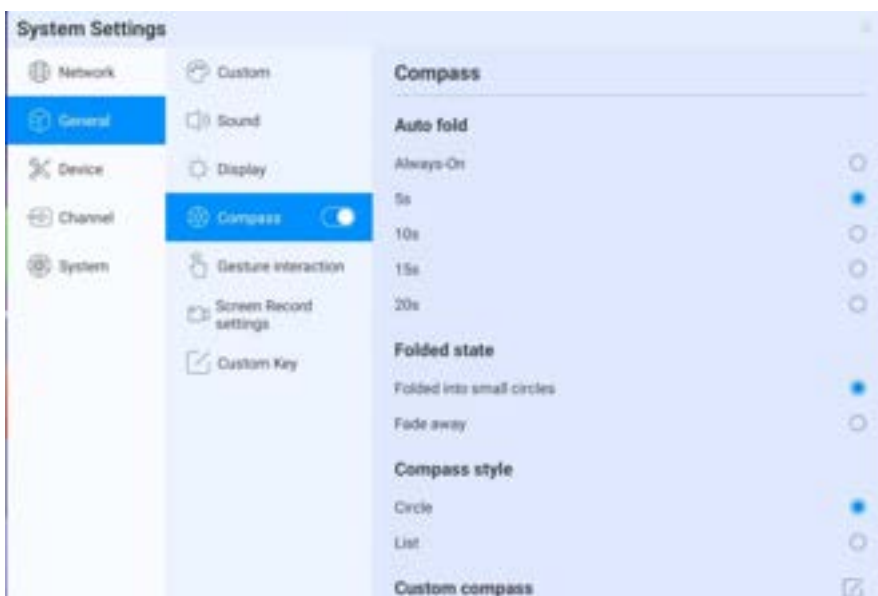 System Settings
Network
General
Device
Channel
System
Custom
Sound
Display
Compass
Gesture interaction
Screen Record
settings
Custom Key
Compass
Auto fold
Always-On
5s
10s
15s
20s
Folded state
Folded into small circles
Fade away
Compass style
Circle
List
Custom compass